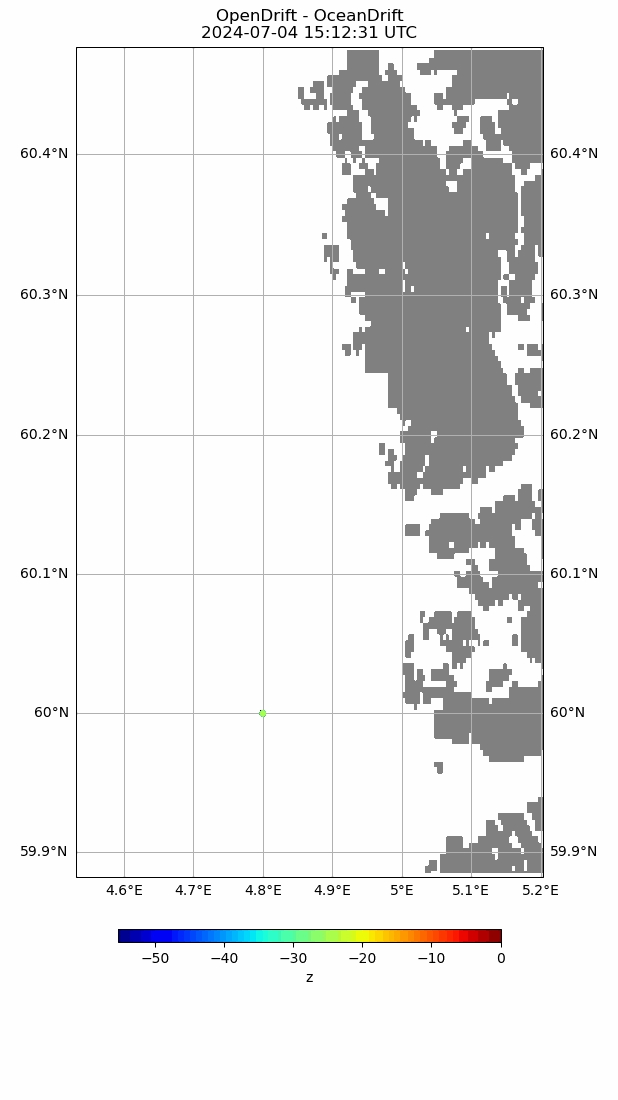 OpenDrift - OceanDrift
2024-07-04 15:12:31 UTC
60.4°N 60.4°N
60.3°N 60.3°N
60.2°N 60.2°N
60.1°N 60.1°N
60°N 60°N
59.9°N 59.9°N
4.6°E 4.7°E 4.8°E 4.9°E 5°E 5.1°E 5.2°E
−50 −40 −30 −20 −10 0
z